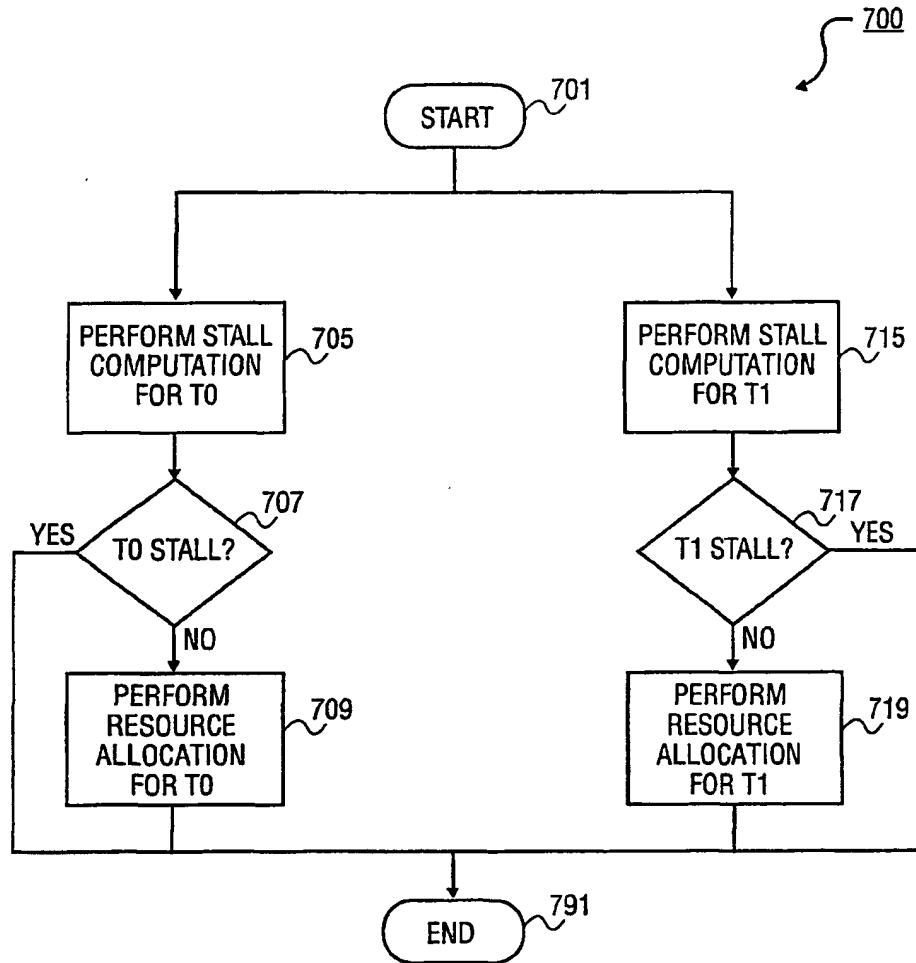 700
701
START
PERFORM STALL
COMPUTATION
FOR T0
705
PERFORM STALL
COMPUTATION
FOR T1
715
707
YES
T0 STALL?
NO
717
YES
T1 STALL?
NO
PERFORM
RESOURCE
ALLOCATION
FOR T0
709
PERFORM
RESOURCE
ALLOCATION
FOR T1
719
END
791